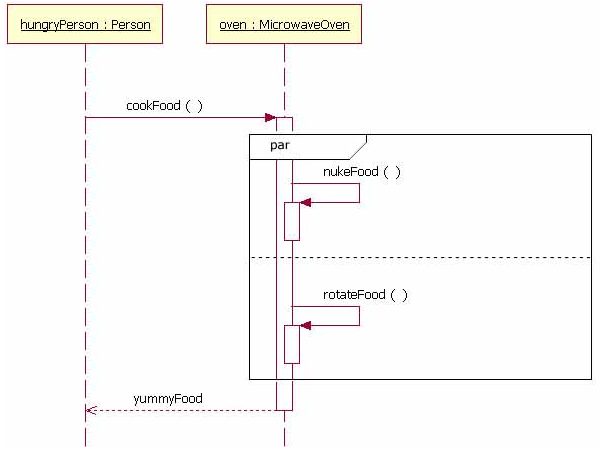 hungryPerson : Person
oven : MicrowaveOven
cookFood ( )
par
nukeFood ( )
rotateFood ( )
yummyFood